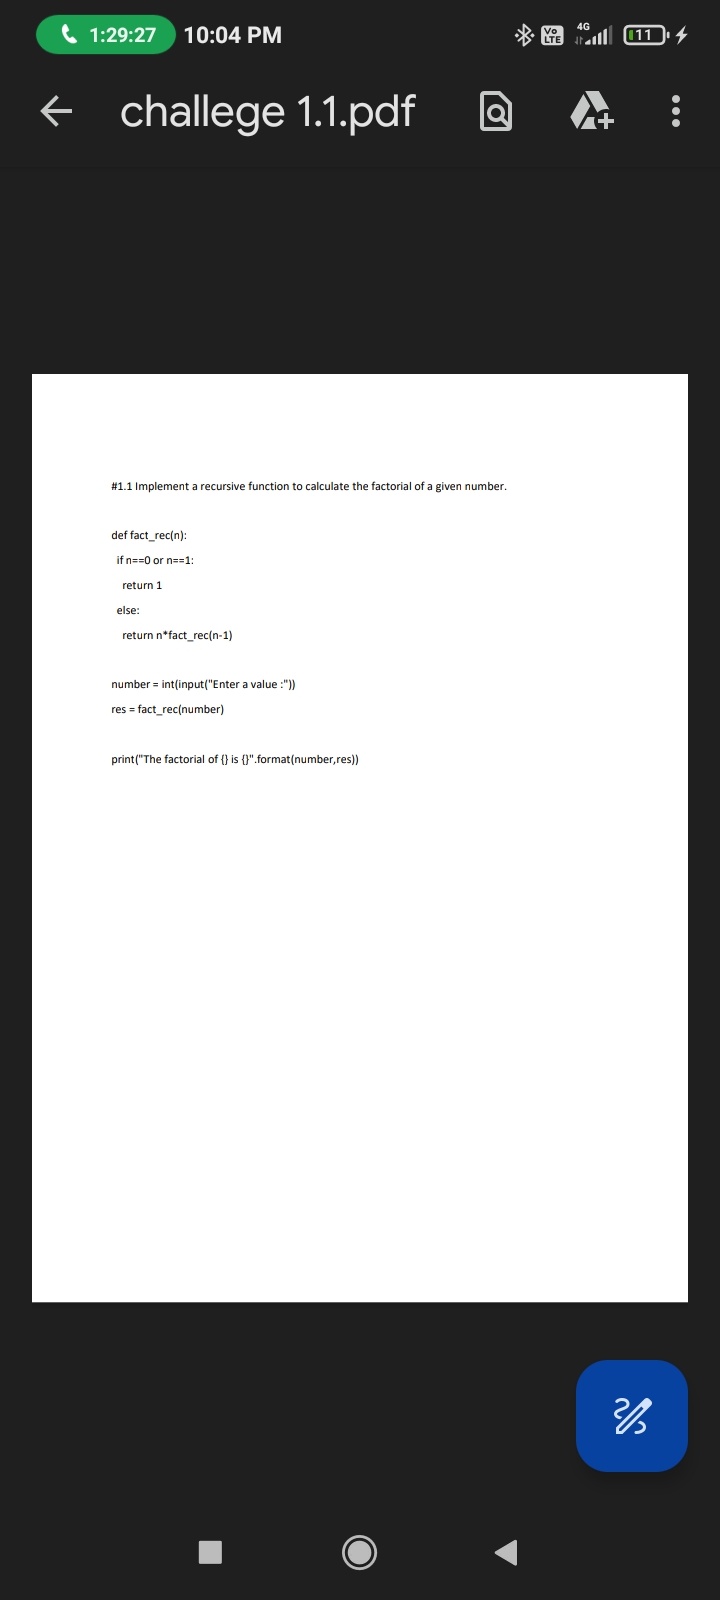 1:29:27 10:04 PM Vo LTE 4G 11
challege 1.1.pdf
#1.1 Implement a recursive function to calculate the factorial of a given number.
def fact_rec(n):
if n==0 or n==1:
return 1
else:
return n*fact_rec(n-1)
number = int(input("Enter a value :"))
res = fact_rec(number)
print("The factorial of {} is {}".format(number,res))